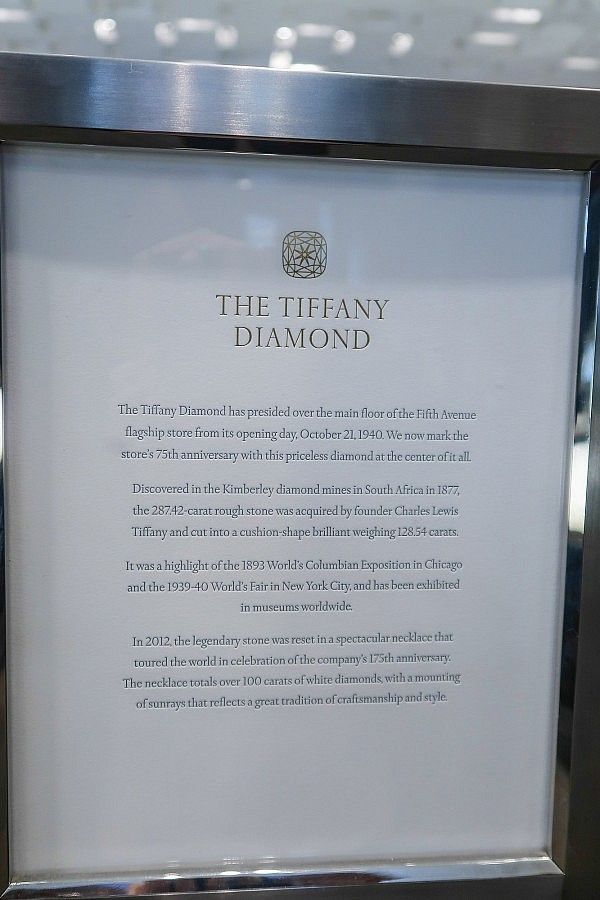 THE TIFFANY
DIAMOND
The Tiffany Diamond has presided over the main floor of the Fifth Avenue
flagship store from its opening day, October 21, 1940. We now mark the
store's 75th anniversary with this priceless diamond at the center of it all.
Discovered in the Kimberley diamond mines in South Africa in 1877,
the 287.42-carat rough stone was acquired by founder Charles Lewis
Tiffany and cut into a cushion-shape brilliant weighing 128.54 carats.
It was a highlight of the 1893 World's Columbian Exposition in Chicago
and the 1939-40 World's Fair in New York City, and has been exhibited
in museums worldwide.
In 2012, the legendary stone was reset in a spectacular necklace that
toured the world in celebration of the company's 175th anniversary.
The necklace totals over 100 carats of white diamonds, with a mounting
of sunrays that reflects a great tradition of craftsmanship and style.